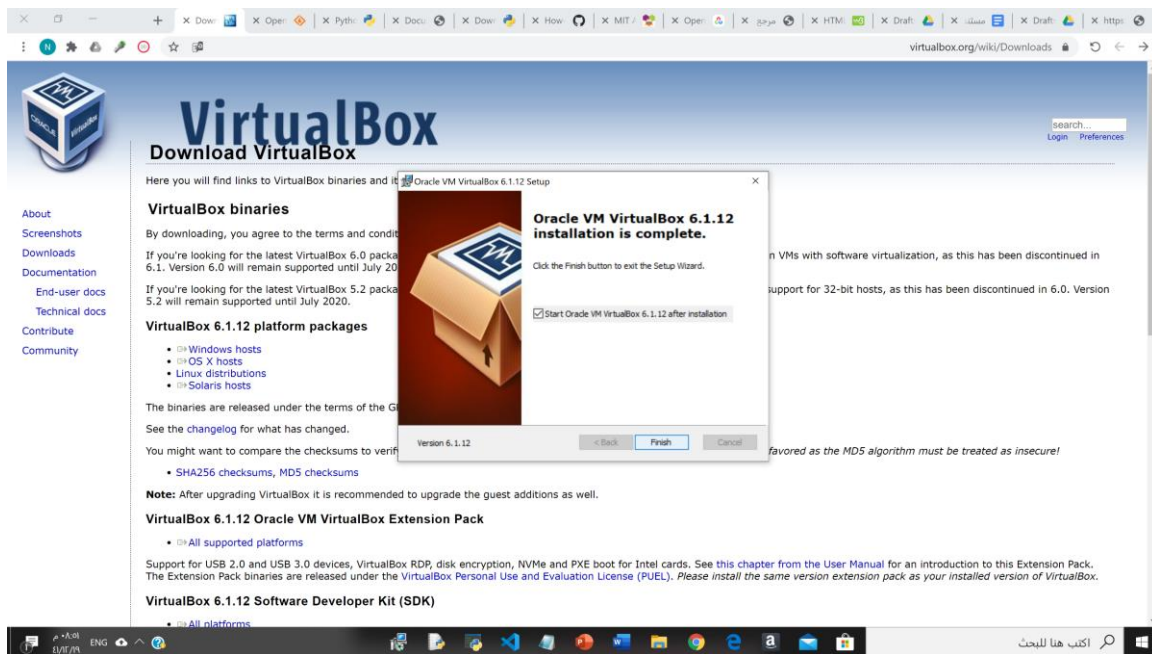 Down
Open
Pytho
Docu
Down
How
MIT /
Open
مرجع
HTM
Draft
Draft
https
N
virtualbox.org/wiki/Downloads
ORACLE
VirtualBox
search...
Login Preferences
Download VirtualBox
Here you will find links to VirtualBox binaries and it
About
Screenshots
Downloads
Documentation
End-user docs
Technical docs
Contribute
Community
VirtualBox binaries
By downloading, you agree to the terms and condit
If you're looking for the latest VirtualBox 6.0 packa
n VMs with software virtualization, as this has been discontinued in
6.1. Version 6.0 will remain supported until July 20
If you're looking for the latest VirtualBox 5.2 packa
support for 32-bit hosts, as this has been discontinued in 6.0. Version
5.2 will remain supported until July 2020.
VirtualBox 6.1.12 platform packages
Windows hosts
OS X hosts
Linux distributions
Solaris hosts
The binaries are released under the terms of the G
See the changelog for what has changed.
You might want to compare the checksums to verif
favored as the MD5 algorithm must be treated as insecure!
SHA256 checksums, MD5 checksums
Note: After upgrading VirtualBox it is recommended to upgrade the guest additions as well.
VirtualBox 6.1.12 Oracle VM VirtualBox Extension Pack
All supported platforms
Support for USB 2.0 and USB 3.0 devices, VirtualBox RDP, disk encryption, NVMe and PXE boot for Intel cards. See this chapter from the User Manual for an introduction to this Extension Pack.
The Extension Pack binaries are released under the VirtualBox Personal Use and Evaluation License (PUEL). Please install the same version extension pack as your installed version of VirtualBox.
VirtualBox 6.1.12 Software Developer Kit (SDK)
All platforms
Oracle VM VirtualBox 6.1.12 Setup
Oracle VM VirtualBox 6.1.12
installation is complete.
Click the Finish button to exit the Setup Wizard.
Start Oracle VM VirtualBox 6.1.12 after installation
Version 6.1.12
< Back
Finish
Cancel
ENG
اكتب هنا للبحث